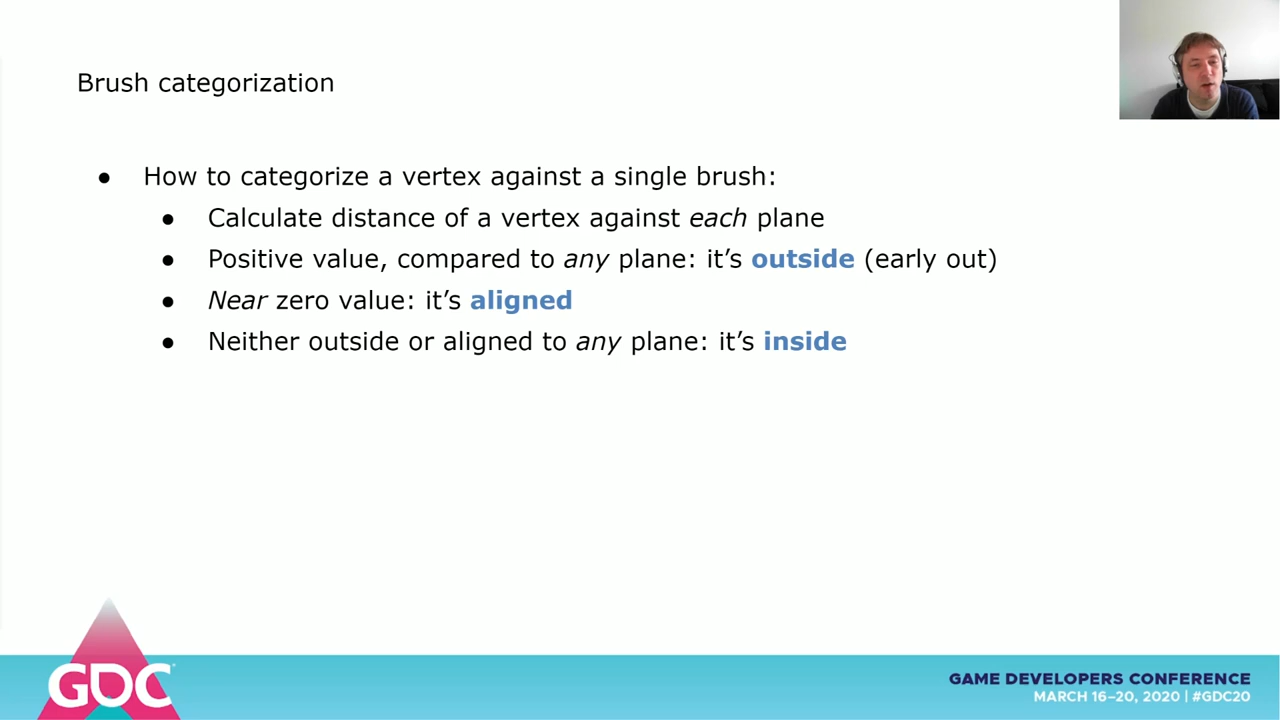 Brush categorization
● How to categorize a vertex against a single brush:
● Calculate distance of a vertex against each plane
● Positive value, compared to any plane: it’s outside (early out)
● Near zero value: it’s aligned
● Neither outside or aligned to any plane: it’s inside
GDC
GAME DEVELOPERS CONFERENCE
MARCH 16–20, 2020 | #GDC20